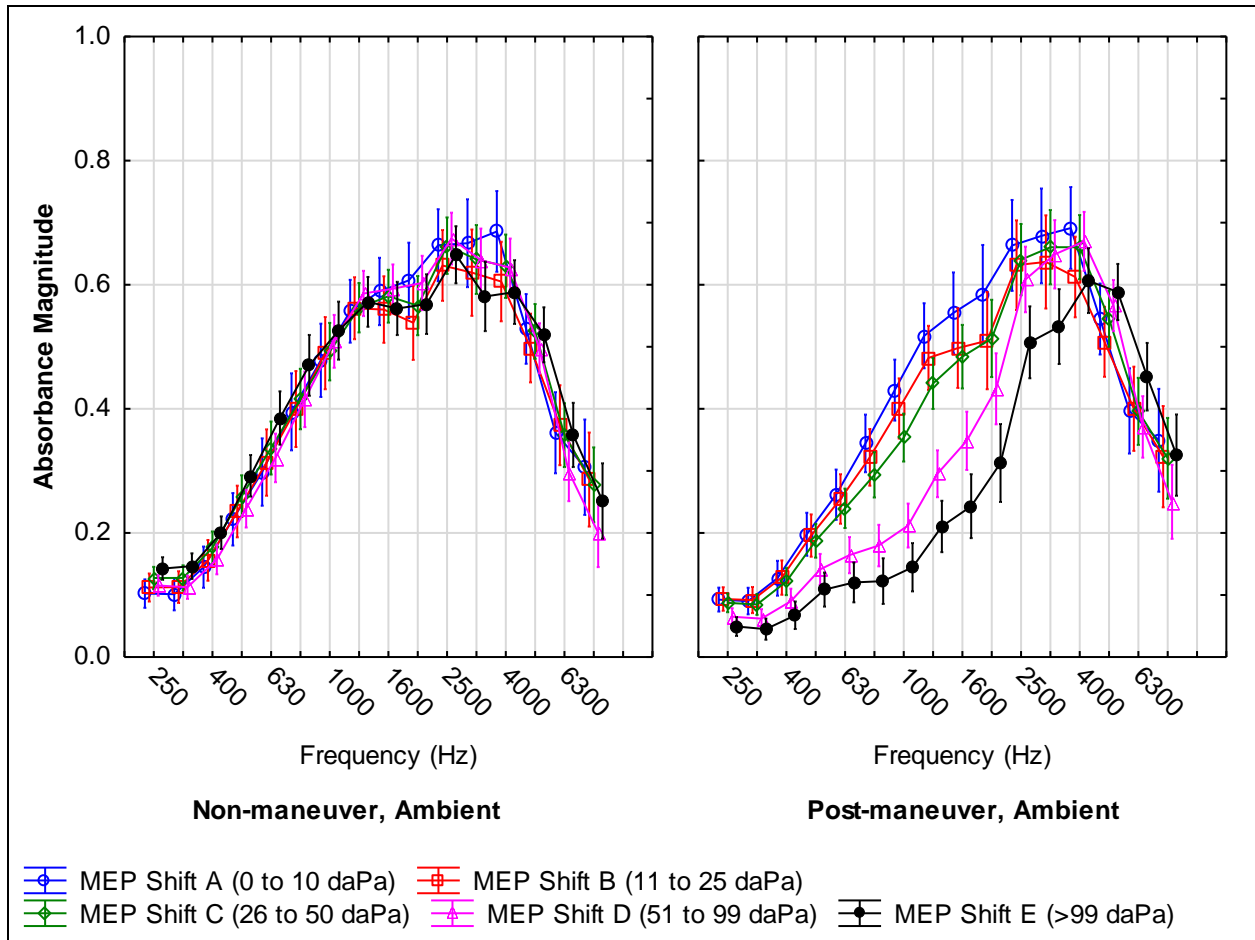 Absorbance Magnitude
1.0
0.8
0.6
0.4
0.2
0.0
250 400 630 1000 1600 2500 4000 6300
250 400 630 1000 1600 2500 4000 6300
Frequency (Hz) Frequency (Hz)
Non-maneuver, Ambient Post-maneuver, Ambient
MEP Shift A (0 to 10 daPa) MEP Shift B (11 to 25 daPa)
MEP Shift C (26 to 50 daPa) MEP Shift D (51 to 99 daPa) MEP Shift E (>99 daPa)